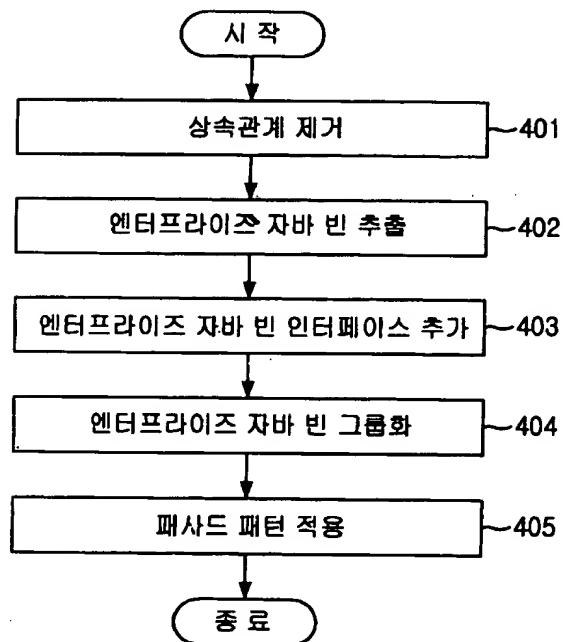 시 작
상속관계 제거
401
엔터프라이즈 자바 빈 추출
402
엔터프라이즈 자바 빈 인터페이스 추가
403
엔터프라이즈 자바 빈 그룹화
404
패사드 패턴 적용
405
종 료